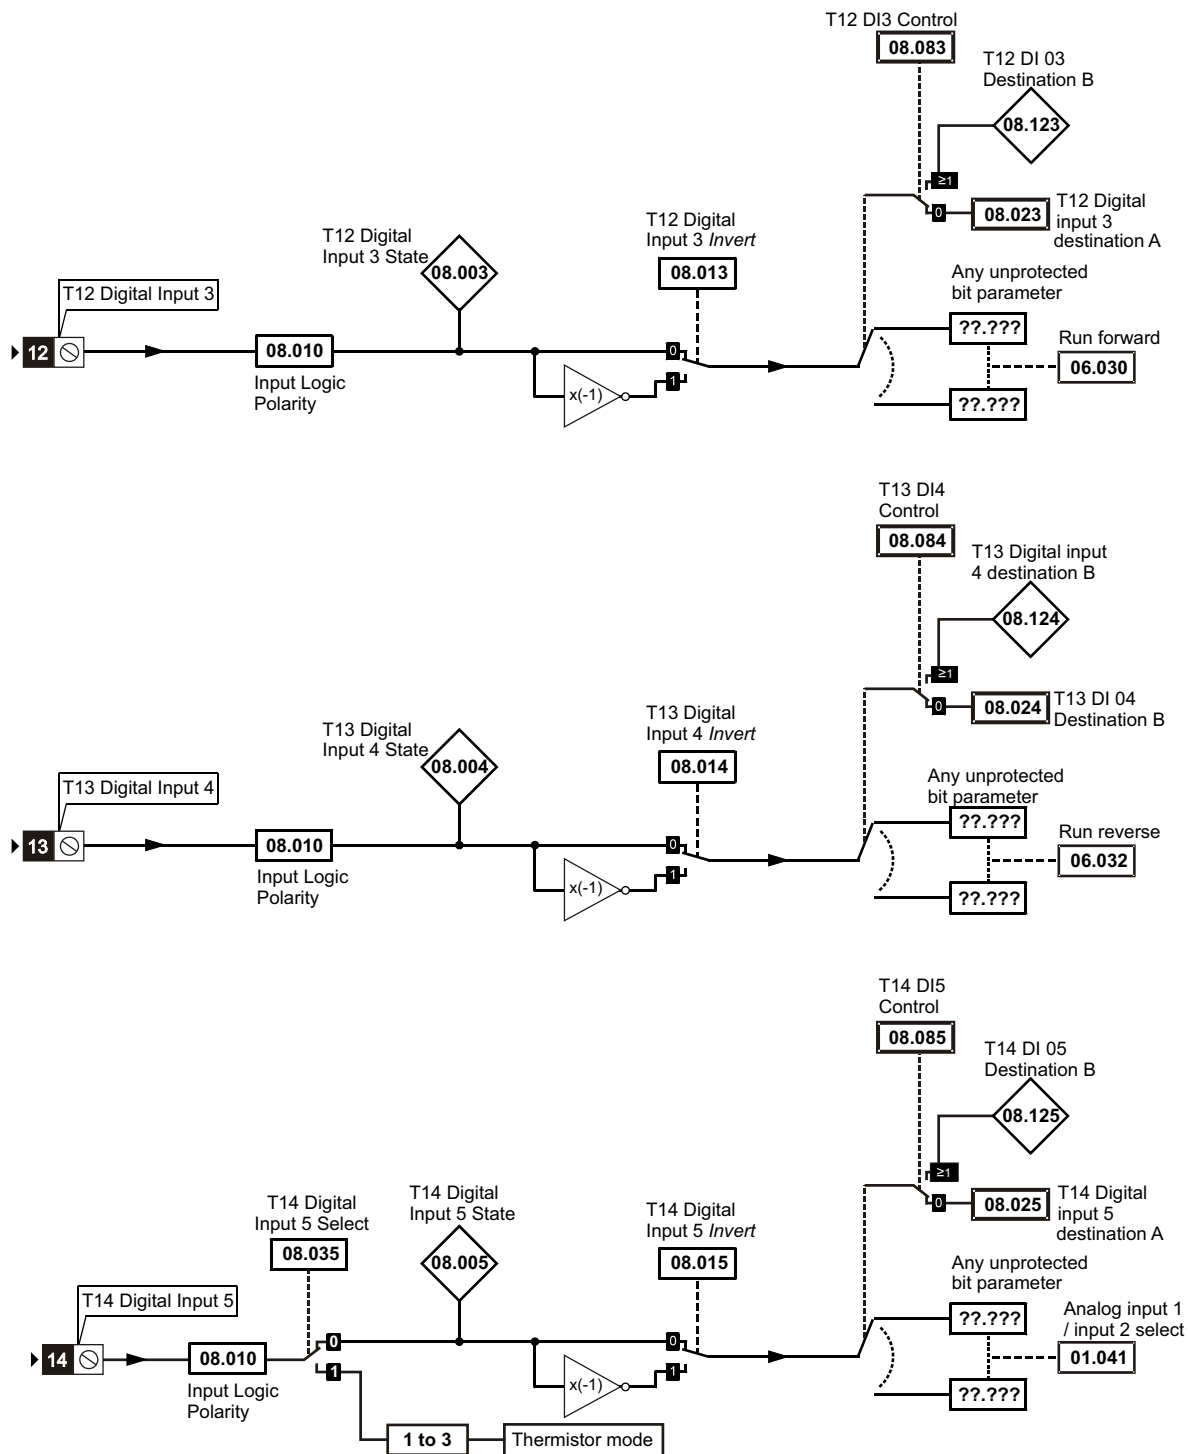 T12 DI3 Control
08.083
T12 DI 03
Destination B
08.123
≥1
0
08.023
T12 Digital
input 3
destination A
T12 Digital
Input 3 State
08.003
T12 Digital
Input 3 Invert
08.013
Any unprotected
bit parameter
??.???
Run forward
06.030
??.???
T12 Digital Input 3
12
08.010
Input Logic
Polarity
x(-1)
0
1
T13 DI4
Control
08.084
T13 Digital input
4 destination B
08.124
≥1
0
08.024
T13 DI 04
Destination B
T13 Digital
Input 4 State
08.004
T13 Digital
Input 4 Invert
08.014
Any unprotected
bit parameter
??.???
Run reverse
06.032
??.???
T13 Digital Input 4
13
08.010
Input Logic
Polarity
x(-1)
0
1
T14 DI5
Control
08.085
T14 DI 05
Destination B
08.125
≥1
0
08.025
T14 Digital
input 5
destination A
T14 Digital
Input 5 Select
08.035
T14 Digital
Input 5 State
08.005
T14 Digital
Input 5 Invert
08.015
Any unprotected
bit parameter
??.???
Analog input 1
/ input 2 select
01.041
??.???
T14 Digital Input 5
14
08.010
Input Logic
Polarity
0
1
x(-1)
0
1
1 to 3
Thermistor mode